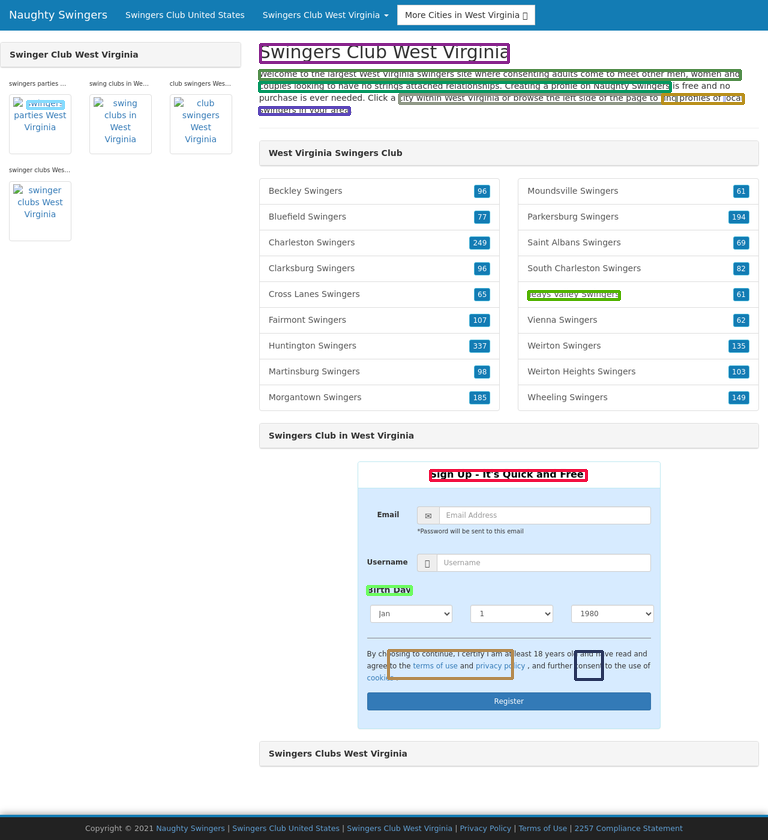 Naughty Swingers Swingers Club United States Swingers Club West Virginia More Cities in West Virginia
Swinger Club West Virginia
swingers parties ... swing clubs in We... club swingers Wes...
swingers parties West Virginia
swing clubs in West Virginia
club swingers West Virginia
swinger clubs Wes...
swinger clubs West Virginia
Swingers Club West Virginia
Welcome to the largest West Virginia swingers site where consenting adults come to meet other men, women and
couples looking to have no strings attached relationships. Creating a profile on Naughty Swingers is free and no
purchase is ever needed. Click a city within West Virginia or browse the left side of the page to find profiles of local
swingers in your area
West Virginia Swingers Club
Beckley Swingers 96
Bluefield Swingers 77
Charleston Swingers 249
Clarksburg Swingers 96
Cross Lanes Swingers 65
Fairmont Swingers 107
Huntington Swingers 337
Martinsburg Swingers 98
Morgantown Swingers 185
Moundsville Swingers 61
Parkersburg Swingers 194
Saint Albans Swingers 69
South Charleston Swingers 82
Teays Valley Swingers 61
Vienna Swingers 62
Weirton Swingers 135
Weirton Heights Swingers 103
Wheeling Swingers 149
Swingers Club in West Virginia
Sign Up - It's Quick and Free
Email Email Address
*Password will be sent to this email
Username Username
Birth Day
Jan 1 1980
By choosing to continue, I certify I am at least 18 years old and have read and
agree to the terms of use and privacy policy , and further consent to the use of
cookies .
Register
Swingers Clubs West Virginia
Copyright © 2021 Naughty Swingers | Swingers Club United States | Swingers Club West Virginia | Privacy Policy | Terms of Use | 2257 Compliance Statement